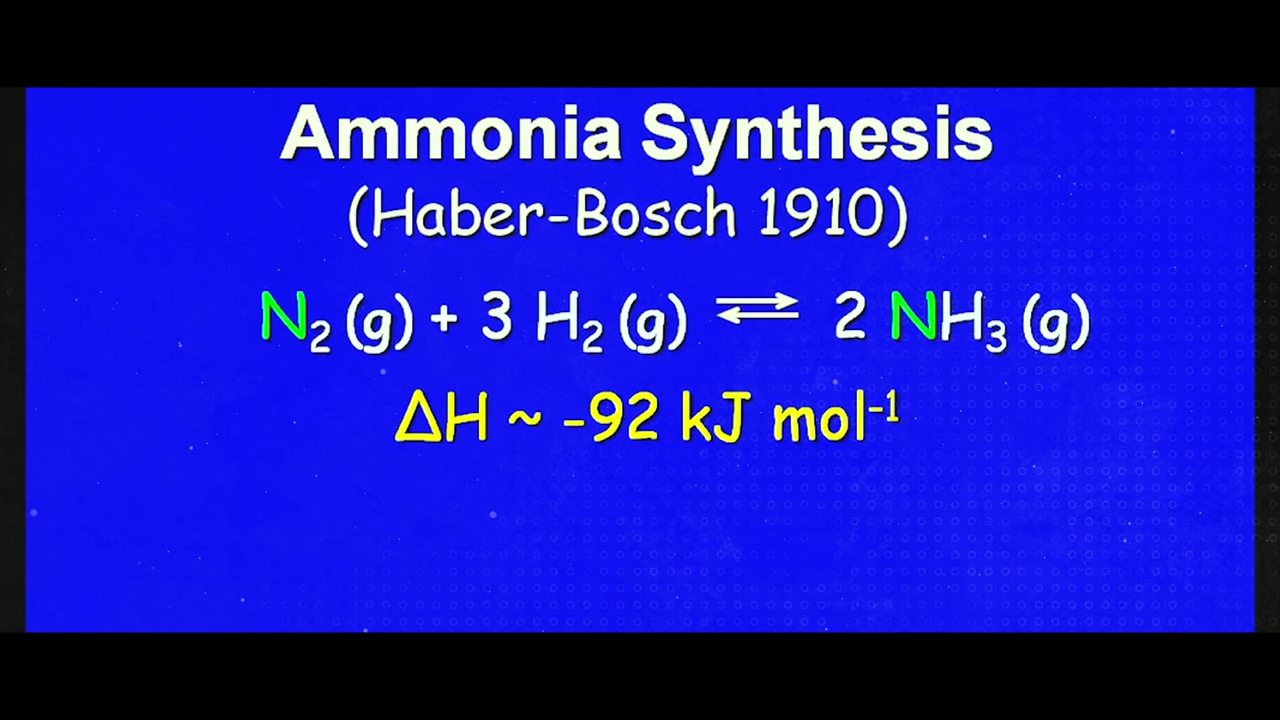 Ammonia Synthesis
(Haber-Bosch 1910)
N₂ (g) + 3 H₂ (g) ⇌ 2 NH₃ (g)
ΔH ~ -92 kJ mol⁻¹